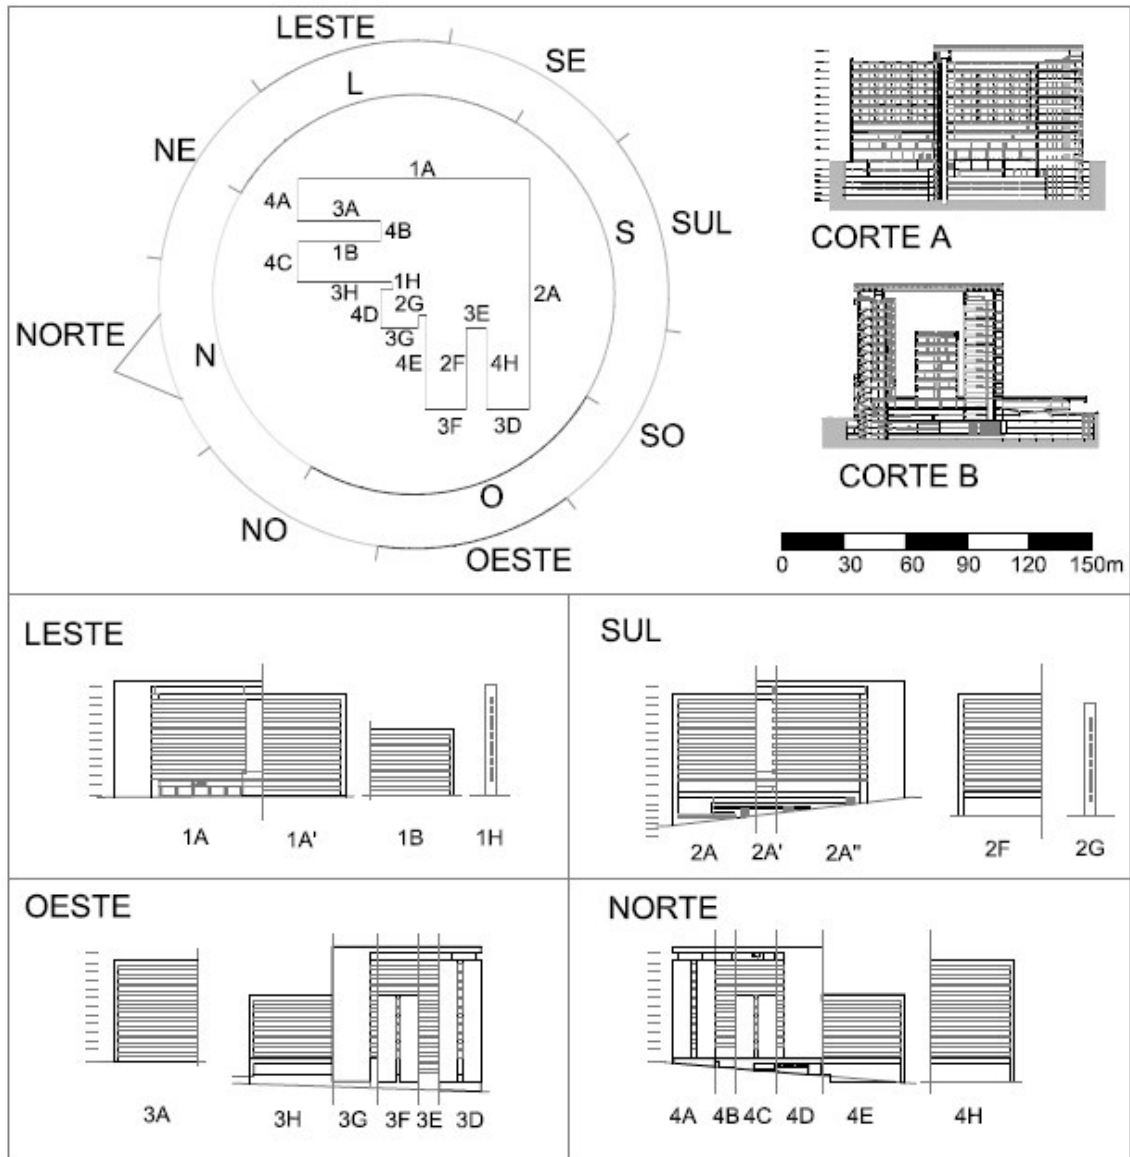 LESTE
SE
L
NE
1A
4A
3A
4B
S
SUL
CORTE A
1B
4C
1H
3H
2G
3E
2A
4D
NORTE
3G
N
4E
2F
4H
3F
3D
SO
CORTE B
O
NO
OESTE
0 30 60 90 120 150m
LESTE
1A 1A' 1B 1H
SUL
2A 2A' 2A" 2F 2G
OESTE
3A 3H 3G 3F 3E 3D
NORTE
4A 4B 4C 4D 4E 4H